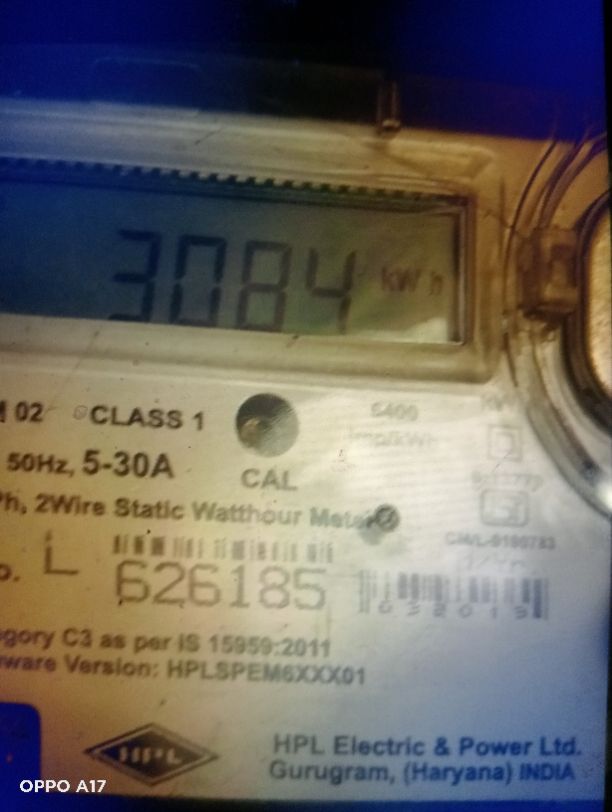 3084 kWh
M 02 CLASS 1
6400
imp/kWh
50Hz, 5-30A
CAL
Ph, 2Wire Static Watthour Meter
CM/L-9100783
L
626185
egory C3 as per IS 15959:2011
ware Version: HPLSPEM6XXX01
HPL
HPL Electric & Power Ltd.
Gurugram, (Haryana) INDIA
OPPO A17